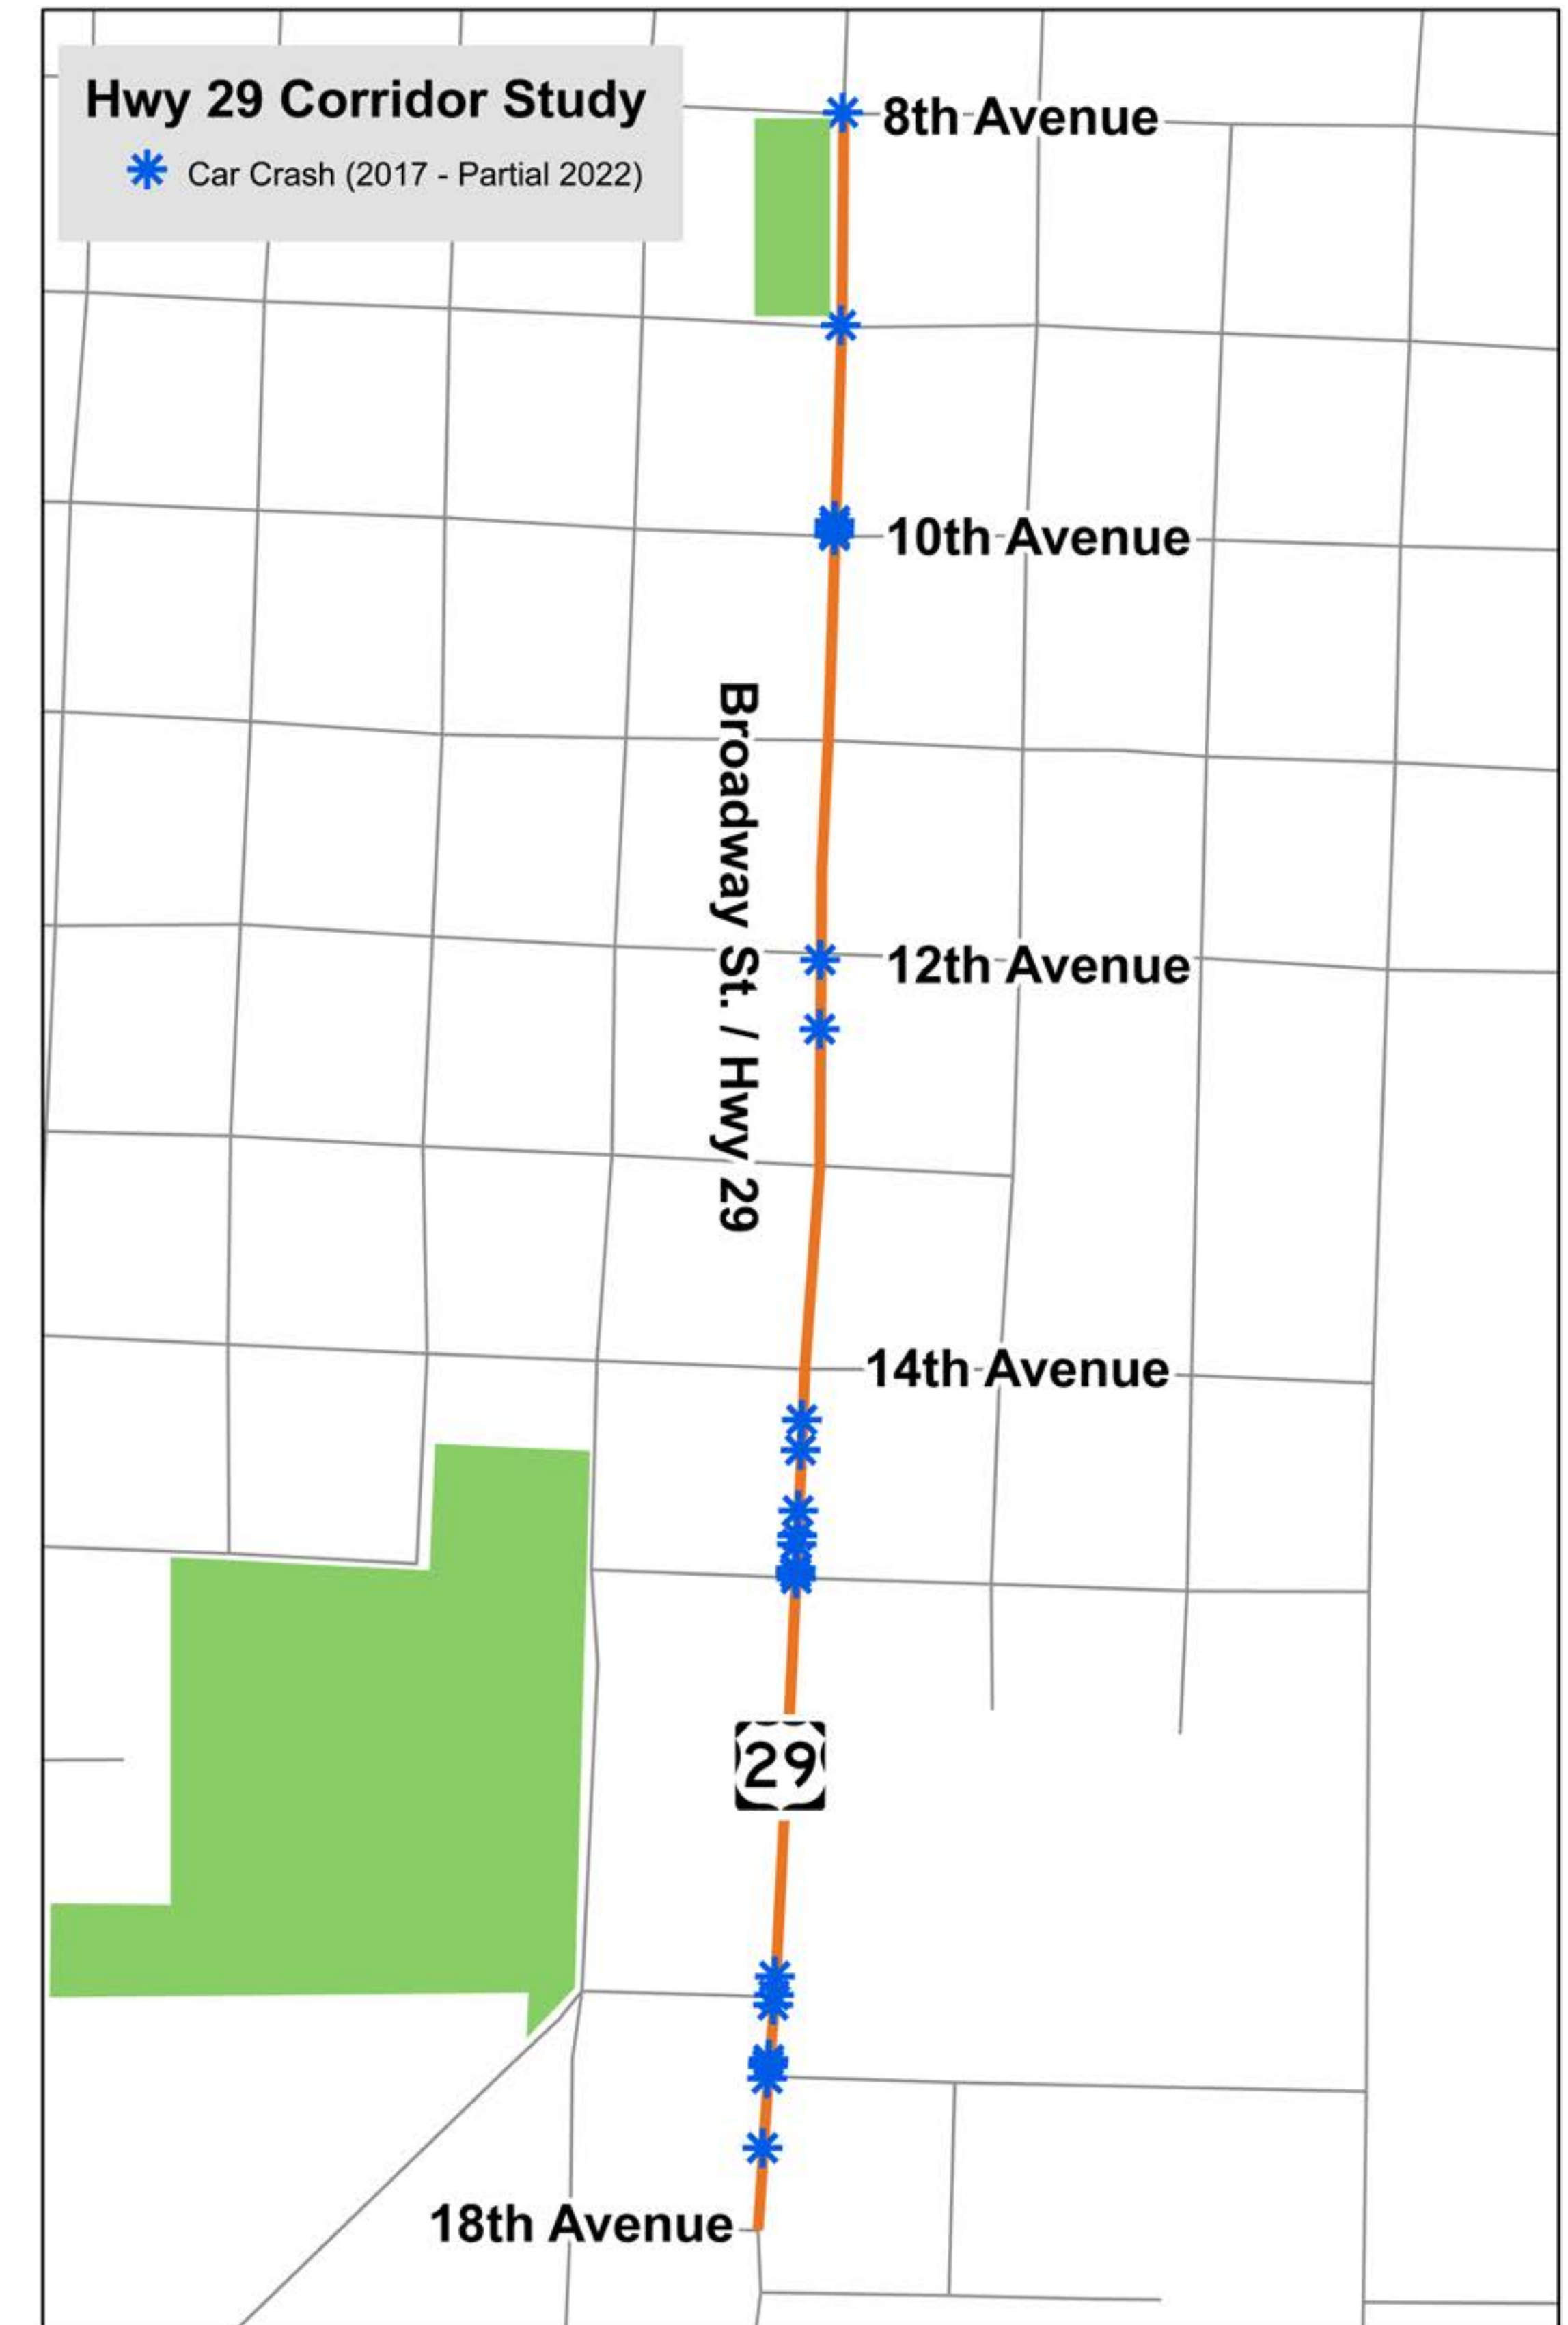 Hwy 29 Corridor Study
Car Crash (2017 - Partial 2022)
8th Avenue
10th Avenue
Broadway St. / Hwy 29
12th Avenue
14th Avenue
29
18th Avenue